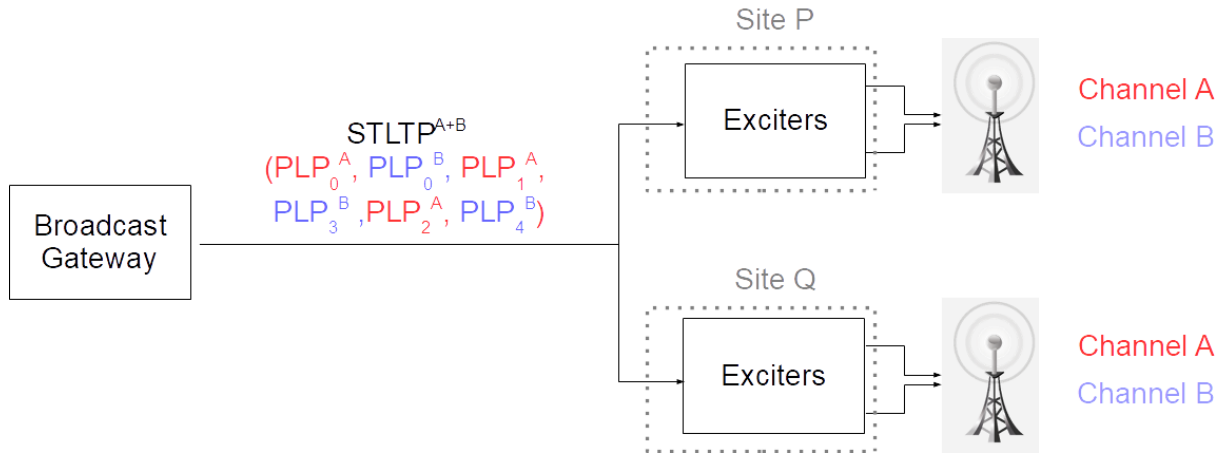 Site P
Exciters
Channel A
Channel B
STLTP^A+B
(PLP_0^A, PLP_0^B, PLP_1^A,
PLP_3^B ,PLP_2^A, PLP_4^B)
Broadcast
Gateway
Site Q
Exciters
Channel A
Channel B